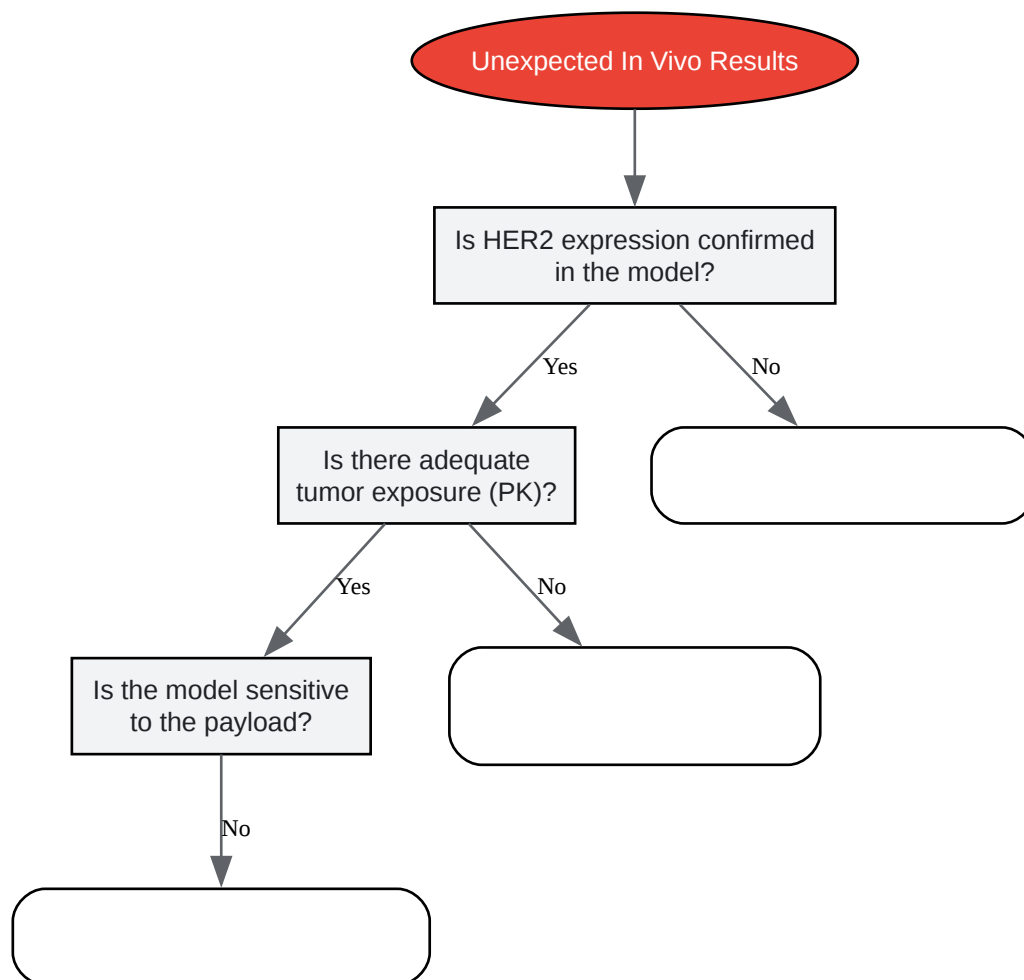 Unexpected In Vivo Results
Is HER2 expression confirmed
in the model?
Yes
No
Is there adequate
tumor exposure (PK)?
Yes
No
Is the model sensitive
to the payload?
No